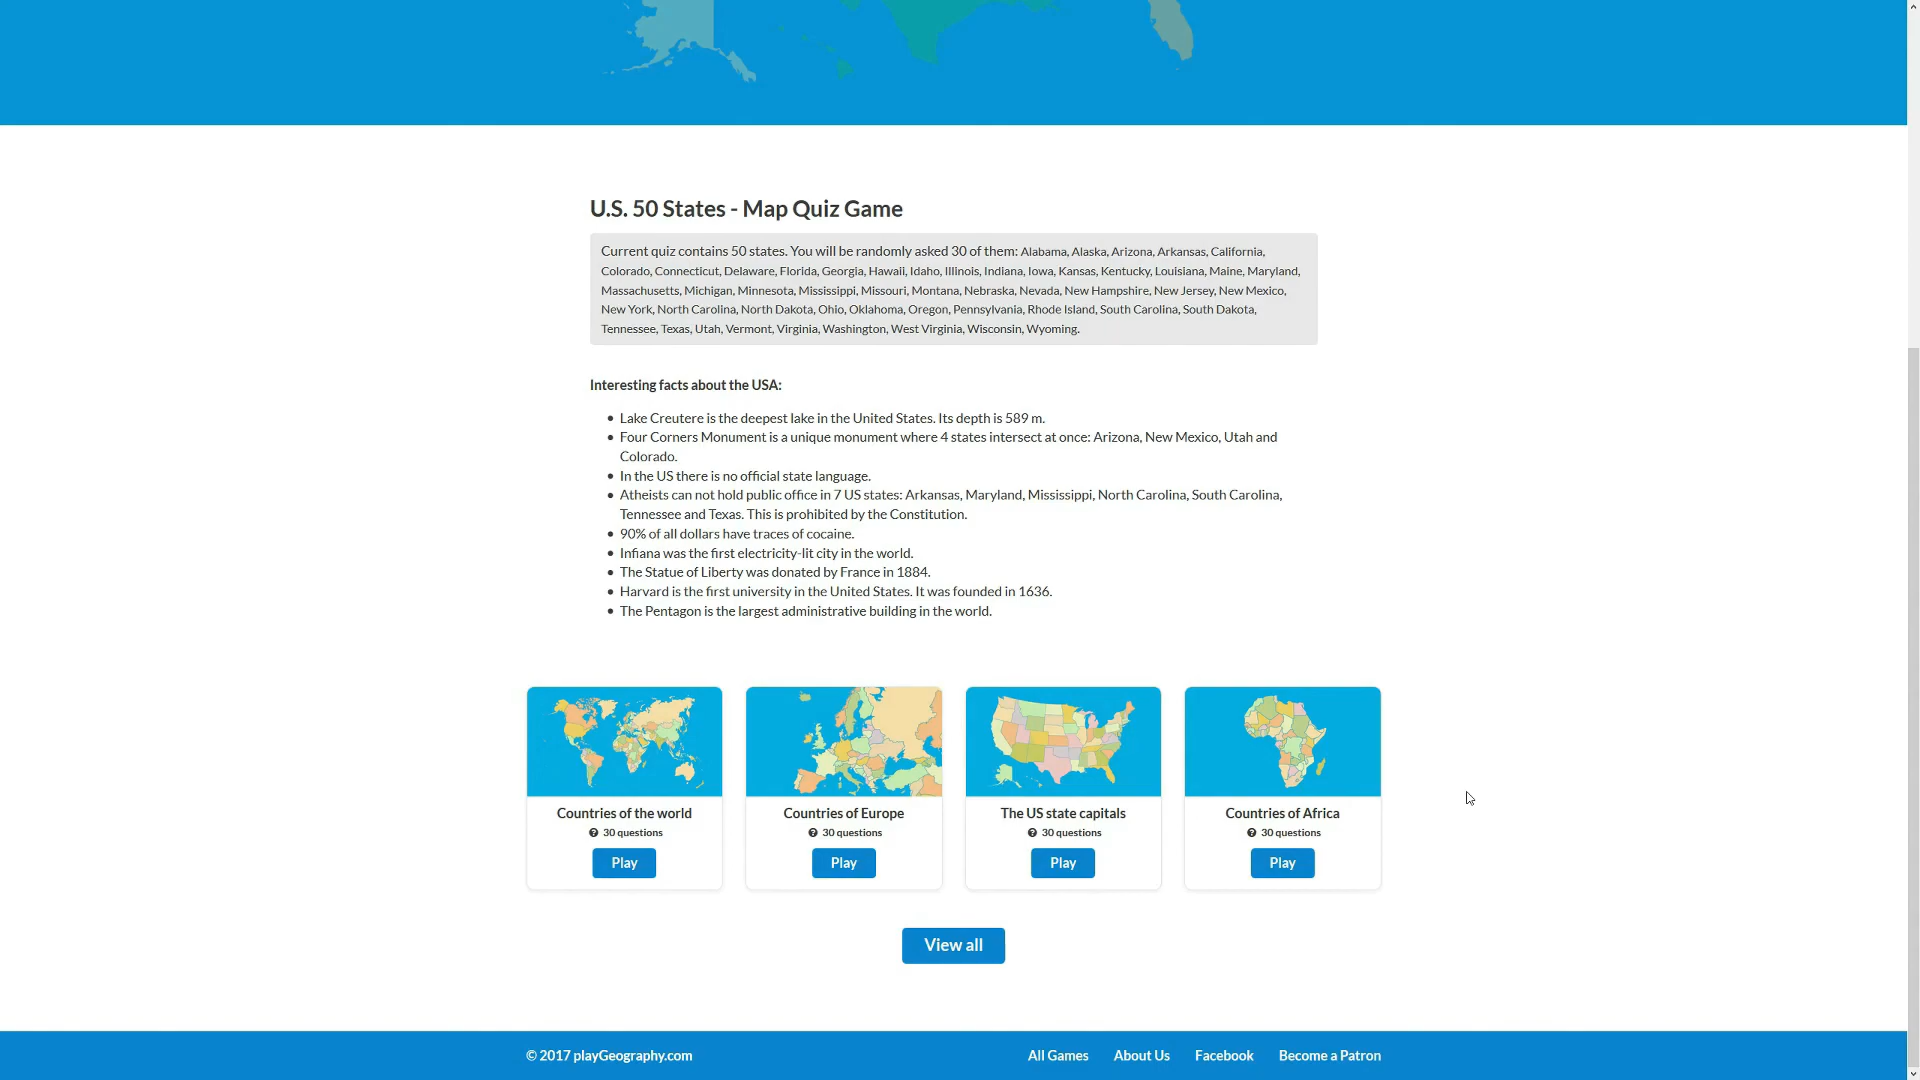 U.S. 50 States - Map Quiz Game
Current quiz contains 50 states. You will be randomly asked 30 of them: Alabama, Alaska, Arizona, Arkansas, California,
Colorado, Connecticut, Delaware, Florida, Georgia, Hawaii, Idaho, Illinois, Indiana, Iowa, Kansas, Kentucky, Louisiana, Maine, Maryland,
Massachusetts, Michigan, Minnesota, Mississippi, Missouri, Montana, Nebraska, Nevada, New Hampshire, New Jersey, New Mexico,
New York, North Carolina, North Dakota, Ohio, Oklahoma, Oregon, Pennsylvania, Rhode Island, South Carolina, South Dakota,
Tennessee, Texas, Utah, Vermont, Virginia, Washington, West Virginia, Wisconsin, Wyoming.
Interesting facts about the USA:
• Lake Creutere is the deepest lake in the United States. Its depth is 589 m.
• Four Corners Monument is a unique monument where 4 states intersect at once: Arizona, New Mexico, Utah and
Colorado.
• In the US there is no official state language.
• Atheists can not hold public office in 7 US states: Arkansas, Maryland, Mississippi, North Carolina, South Carolina,
Tennessee and Texas. This is prohibited by the Constitution.
• 90% of all dollars have traces of cocaine.
• Infiana was the first electricity-lit city in the world.
• The Statue of Liberty was donated by France in 1884.
• Harvard is the first university in the United States. It was founded in 1636.
• The Pentagon is the largest administrative building in the world.
Countries of the world
30 questions
Play
Countries of Europe
30 questions
Play
The US state capitals
30 questions
Play
Countries of Africa
30 questions
Play
View all
© 2017 playGeography.com
All Games
About Us
Facebook
Become a Patron